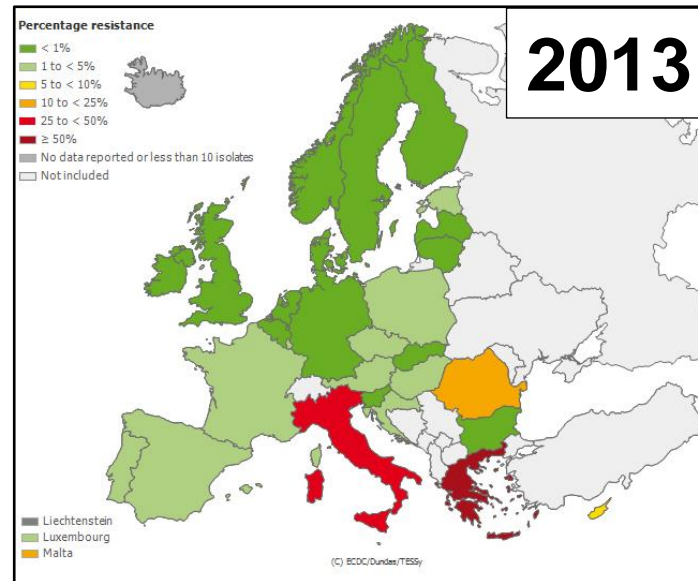 Percentage resistance
< 1%
1 to < 5%
5 to < 10%
10 to < 25%
25 to < 50%
≥ 50%
No data reported or less than 10 isolates
Not included
2013
Liechtenstein
Luxembourg
Malta
(C) ECDC/Dundas/TESSy